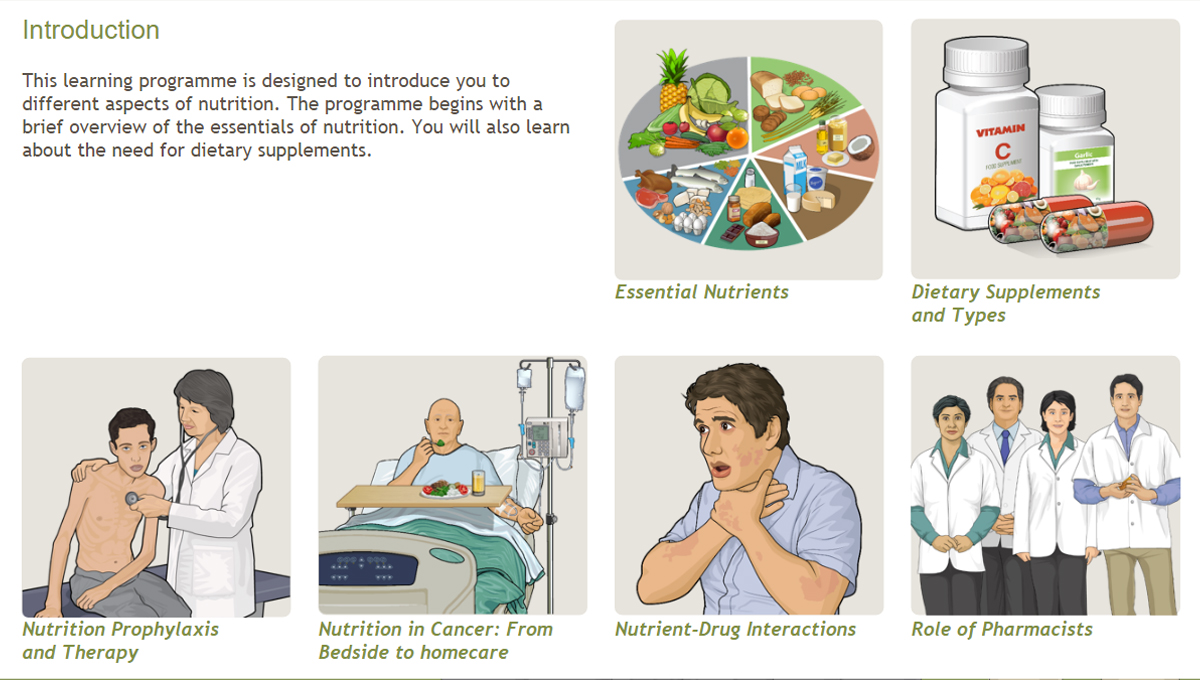 Introduction
This learning programme is designed to introduce you to
different aspects of nutrition. The programme begins with a
brief overview of the essentials of nutrition. You will also learn
about the need for dietary supplements.
MILK
VITAMIN
C
FOOD SUPPLEMENT
Garlic
Essential Nutrients
Dietary Supplements
and Types
Nutrition Prophylaxis
and Therapy
Nutrition in Cancer: From
Bedside to homecare
Nutrient-Drug Interactions
Role of Pharmacists